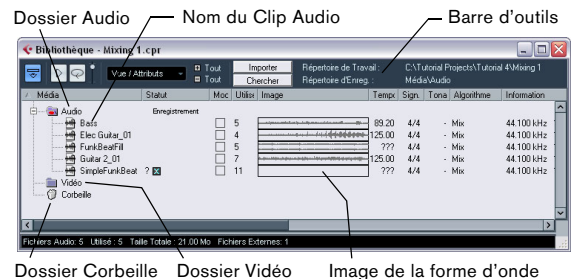 Dossier Audio Nom du Clip Audio Barre d’outils
Bibliothèque - Mixing 1.cpr
Vue / Attributs Tout Importer Répertoire de Travail : C:\Tutorial Projects\Tutorial 4\Mixing 1
Tout Chercher Répertoire d'Enreg. : Média\Audio
Média Statut Moc Utilis Image Tempo Sign. Tona Algorithme Information
Audio Enregistrement
Bass 5 89.20 4/4 - Mix 44.100 kHz
Elec Guitar_01 4 125.00 4/4 - Mix 44.100 kHz
FunkBeatFill 5 ??? 4/4 - Mix 44.100 kHz
Guitar 2_01 7 125.00 4/4 - Mix 44.100 kHz
SimpleFunkBeat ? 11 ??? 4/4 - Mix 44.100 kHz
Vidéo
Corbeille
Fichiers Audio: 5 Utilisé : 5 Taille Totale : 21.00 Mo Fichiers Externes: 1
Dossier Corbeille Dossier Vidéo Image de la forme d’onde